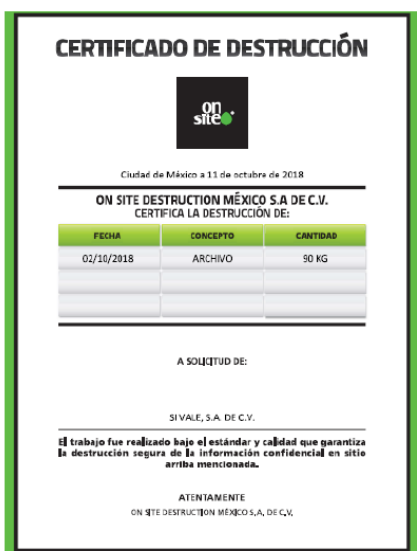 CERTIFICADO DE DESTRUCCIÓN
on
site
Ciudad de México a 11 de octubre de 2018
ON SITE DESTRUCTION MÉXICO S.A DE C.V.
CERTIFICA LA DESTRUCCIÓN DE:
FECHA CONCEPTO CANTIDAD
02/10/2018 ARCHIVO 90 KG
A SOLICITUD DE:
SI VALE, S.A. DE C.V.
El trabajo fue realizado bajo el estándar y calidad que garantiza
la destrucción segura de la información confidencial en sitio
arriba mencionada.
ATENTAMENTE
ON SITE DESTRUCTION MÉXICO S,A, DE C,V,